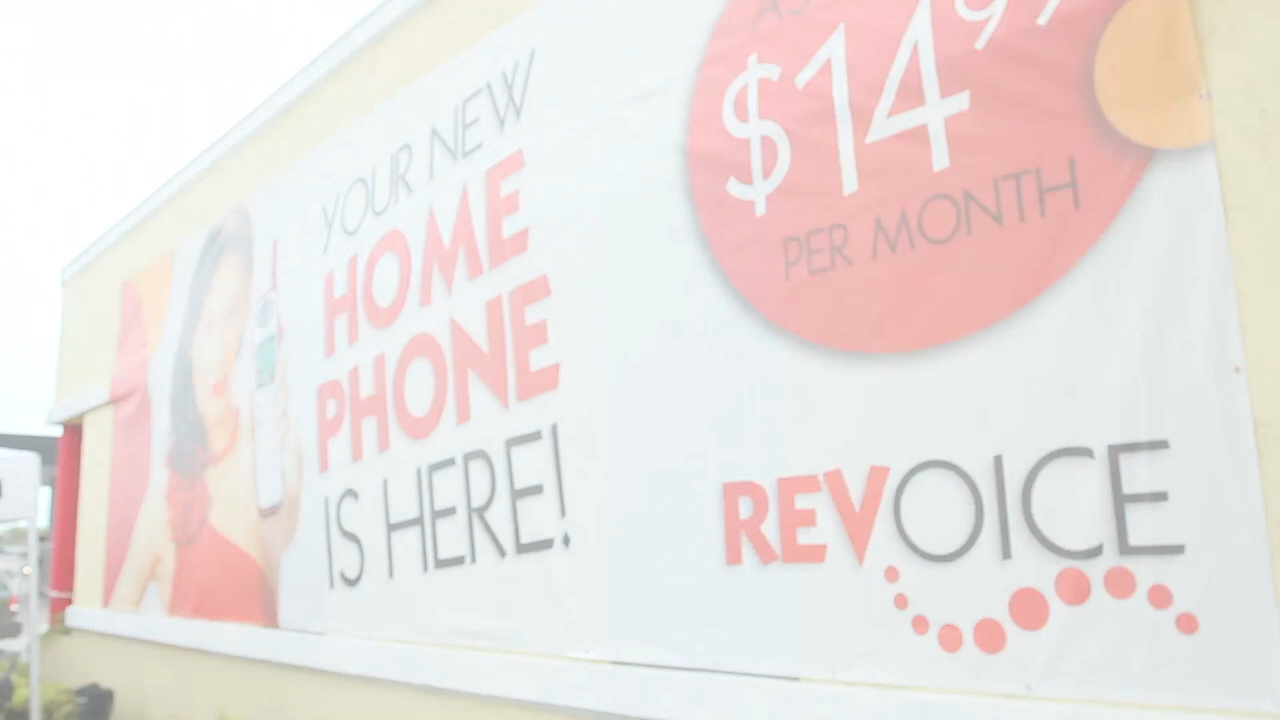 YOUR NEW
HOME
PHONE
IS HERE!
$14
PER MONTH
REVOICE